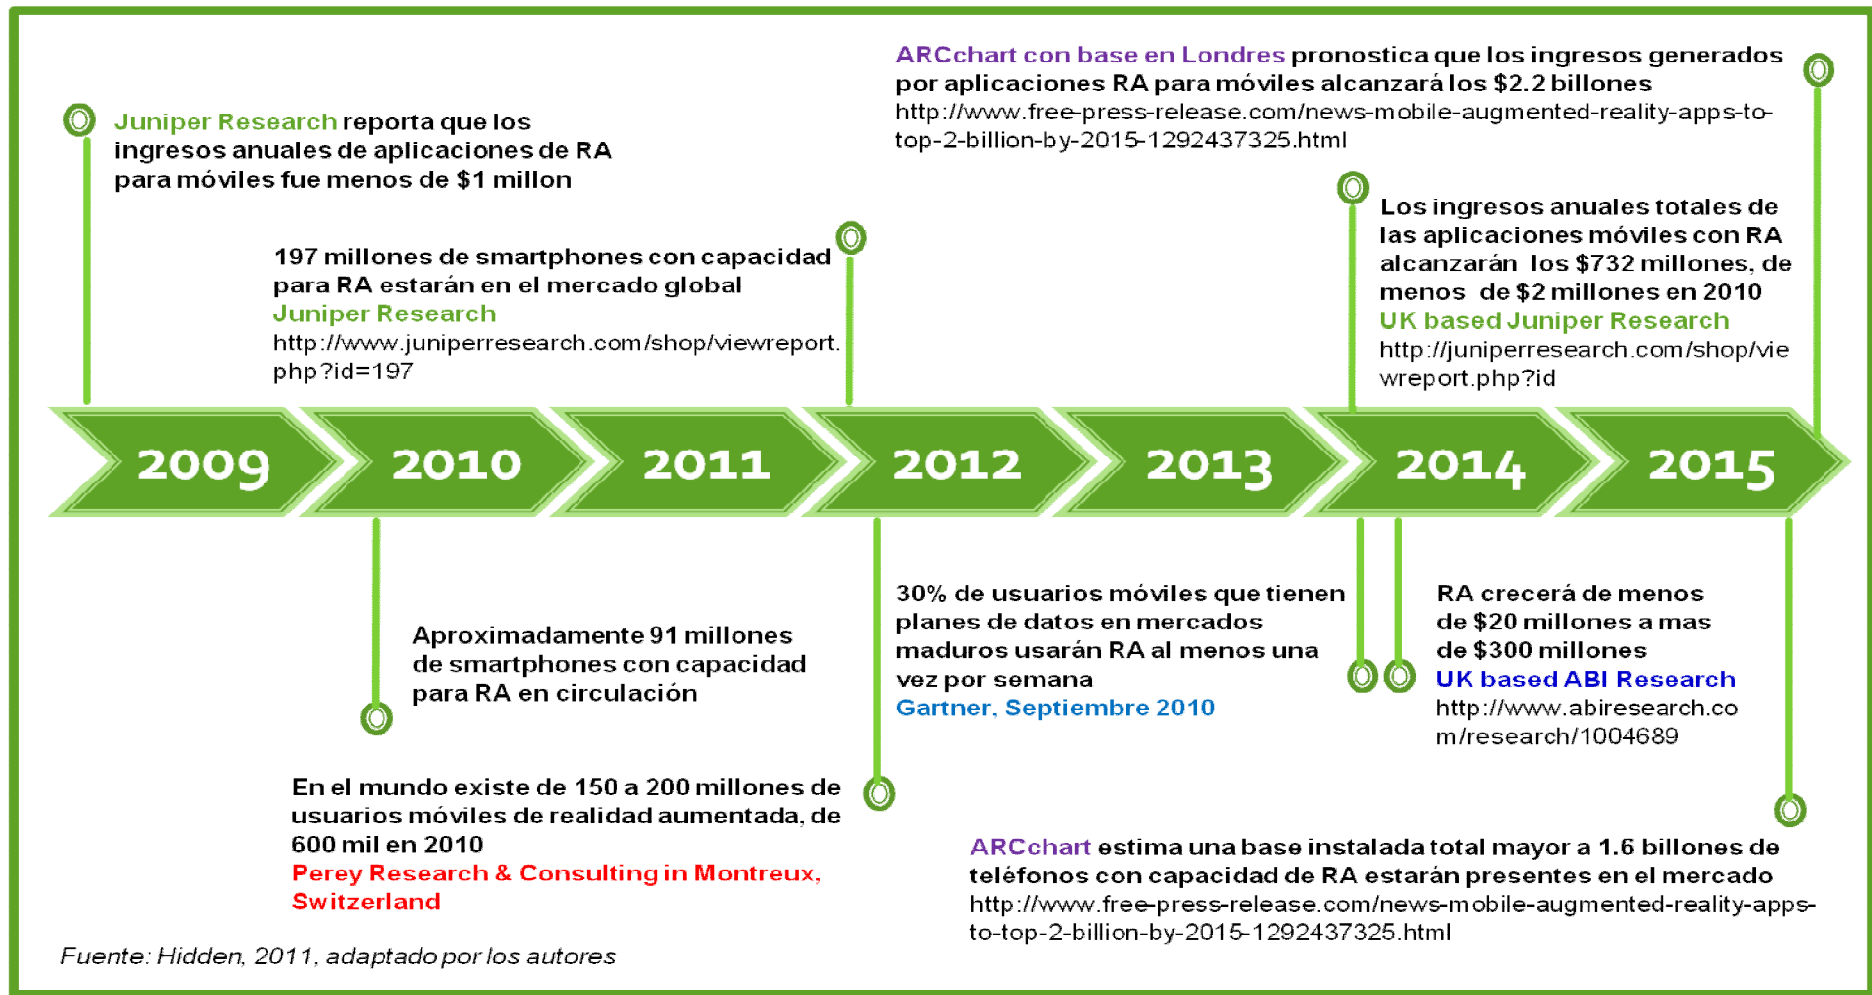 ARCchart con base en Londres pronostica que los ingresos generados
por aplicaciones RA para móviles alcanzará los $2.2 billones
http://www.free-press-release.com/news-mobile-augmented-reality-apps-to-
top-2-billion-by-2015-1292437325.html
Juniper Research reporta que los
ingresos anuales de aplicaciones de RA
para móviles fue menos de $1 millon
197 millones de smartphones con capacidad
para RA estarán en el mercado global
Juniper Research
http://www.juniperresearch.com/shop/viewreport.
php?id=197
Los ingresos anuales totales de
las aplicaciones móviles con RA
alcanzarán los $732 millones, de
menos de $2 millones en 2010
UK based Juniper Research
http://juniperresearch.com/shop/vie
wreport.php?id
2009 2010 2011 2012 2013 2014 2015
Aproximadamente 91 millones
de smartphones con capacidad
para RA en circulación
30% de usuarios móviles que tienen
planes de datos en mercados
maduros usarán RA al menos una
vez por semana
Gartner, Septiembre 2010
RA crecerá de menos
de $20 millones a mas
de $300 millones
UK based ABI Research
http://www.abiresearch.co
m/research/1004689
En el mundo existe de 150 a 200 millones de
usuarios móviles de realidad aumentada, de
600 mil en 2010
Perey Research & Consulting in Montreux,
Switzerland
ARCchart estima una base instalada total mayor a 1.6 billones de
teléfonos con capacidad de RA estarán presentes en el mercado
http://www.free-press-release.com/news-mobile-augmented-reality-apps-
to-top-2-billion-by-2015-1292437325.html
Fuente: Hidden, 2011, adaptado por los autores